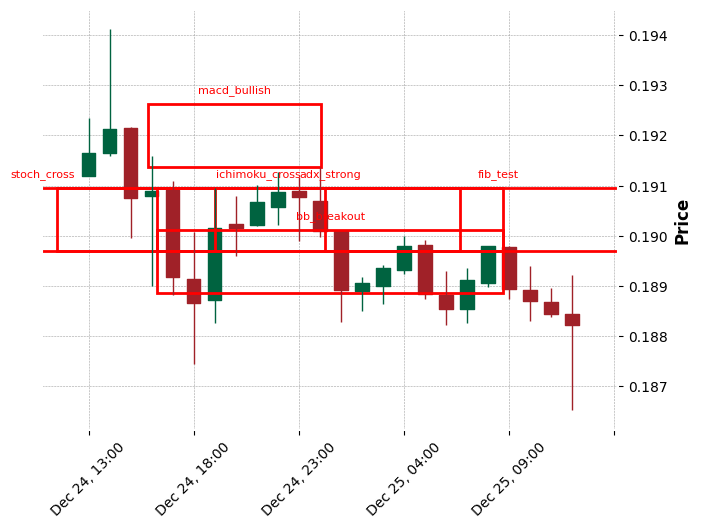 0.194
0.193
macd_bullish
0.192
stoch_cross
ichimoku_cross
adx_strong
fib_test
0.191
bb_breakout
0.190
0.189
0.188
0.187
Price
Dec 24, 13:00
Dec 24, 18:00
Dec 24, 23:00
Dec 25, 04:00
Dec 25, 09:00